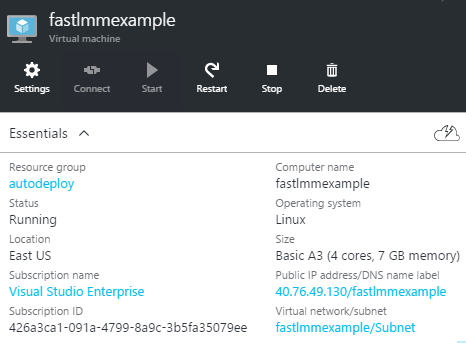 fastlmmexample
Virtual machine
Settings Connect Start Restart Stop Delete
Essentials
Resource group Computer name
autodeploy fastlmmexample
Status Operating system
Running Linux
Location Size
East US Basic A3 (4 cores, 7 GB memory)
Subscription name Public IP address/DNS name label
Visual Studio Enterprise 40.76.49.130/fastlmmexample
Subscription ID Virtual network/subnet
426a3ca1-091a-4799-8a9c-3b5fa35079ee fastlmmexample/Subnet